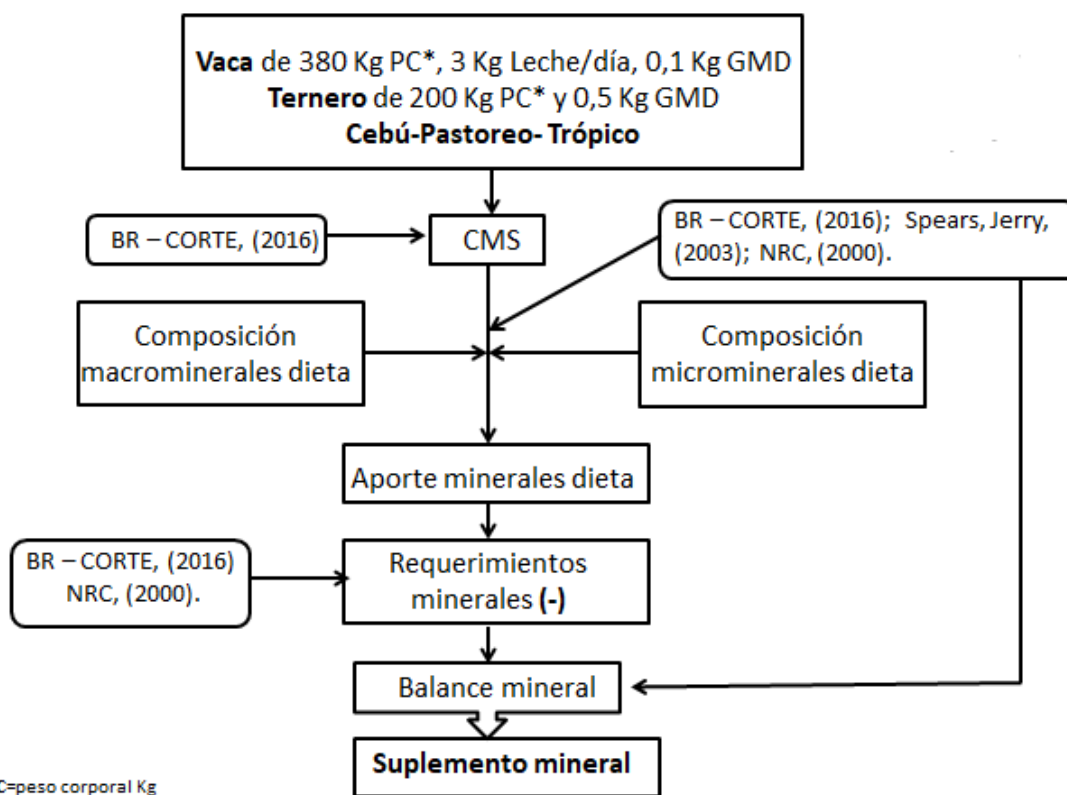 Vaca de 380 Kg PC*, 3 Kg Leche/día, 0,1 Kg GMD
Ternero de 200 Kg PC* y 0,5 Kg GMD
Cebú-Pastoreo- Trópico
BR – CORTE, (2016)
CMS
BR – CORTE, (2016); Spears, Jerry,
(2003); NRC, (2000).
Composición
macrominerales dieta
Composición
microminerales dieta
Aporte minerales dieta
BR – CORTE, (2016)
NRC, (2000).
Requerimientos
minerales (-)
Balance mineral
Suplemento mineral
C=peso corporal Kg